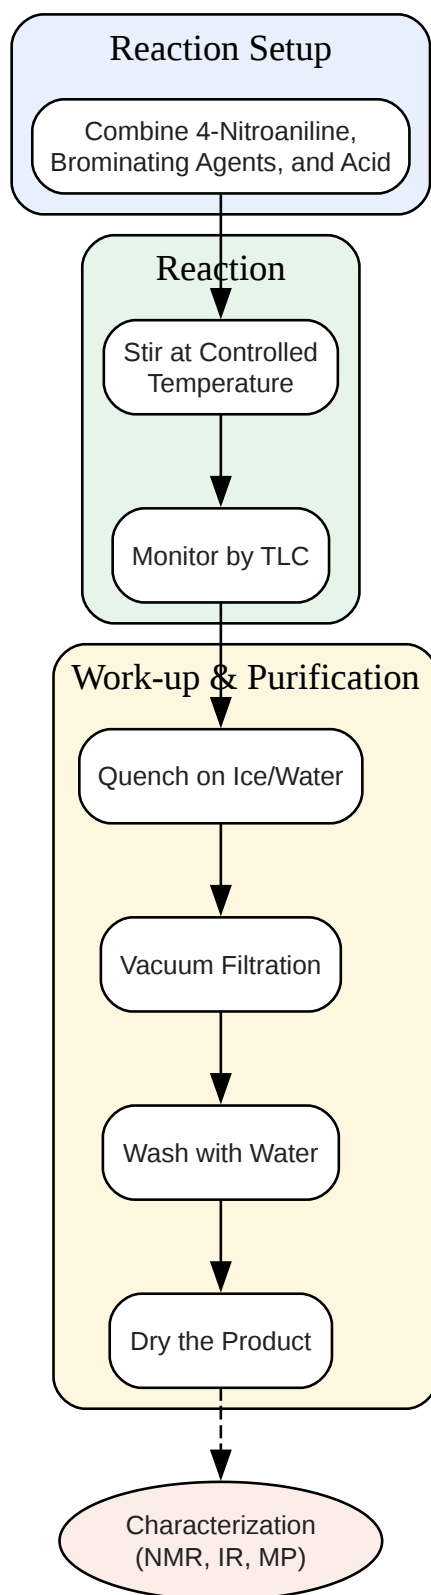 Reaction Setup
Combine 4-Nitroaniline,
Brominating Agents, and Acid
Reaction
Stir at Controlled
Temperature
Monitor by TLC
Work-up & Purification
Quench on Ice/Water
Vacuum Filtration
Wash with Water
Dry the Product
Characterization
(NMR, IR, MP)